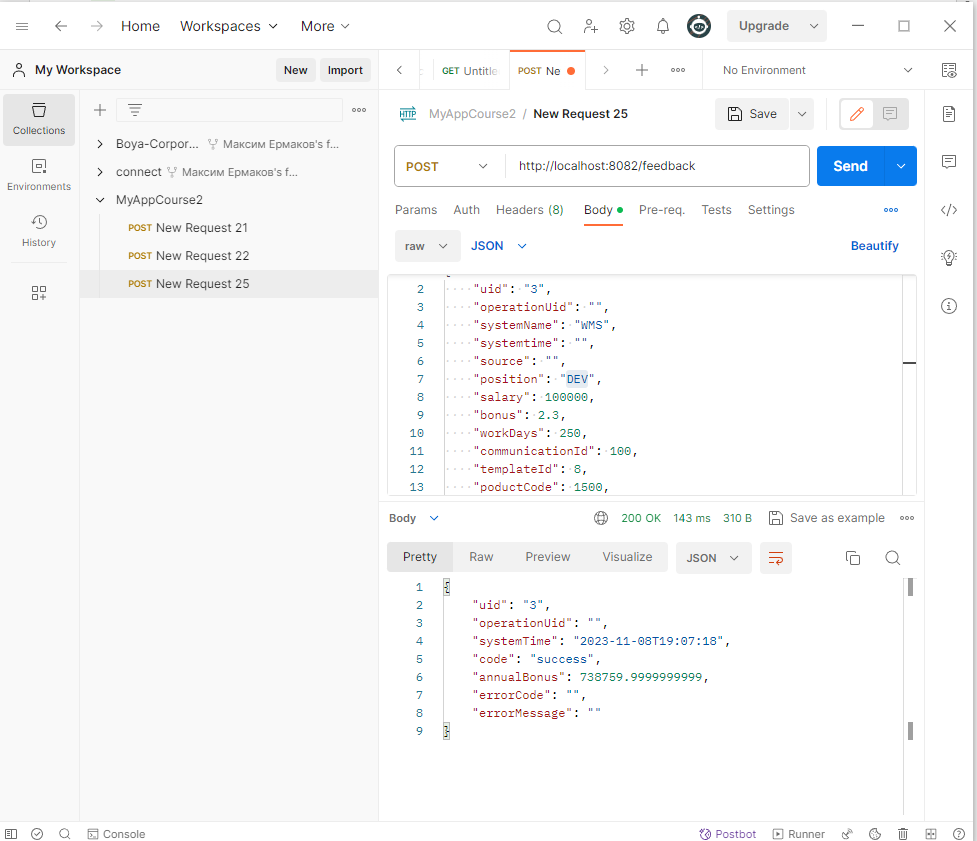 Home Workspaces More Upgrade
My Workspace New Import GET Untitle POST Ne No Environment
Collections
Environments
History
Boya-Corpor... Максим Ермаков's f...
connect Максим Ермаков's f...
MyAppCourse2
POST New Request 21
POST New Request 22
POST New Request 25
HTTP MyAppCourse2 / New Request 25 Save
POST http://localhost:8082/feedback Send
Params Auth Headers (8) Body Pre-req. Tests Settings
raw JSON Beautify
2 "uid": "3",
3 "operationUid": "",
4 "systemName": "WMS",
5 "systemtime": "",
6 "source": "",
7 "position": "DEV",
8 "salary": 100000,
9 "bonus": 2.3,
10 "workDays": 250,
11 "communicationId": 100,
12 "templateId": 8,
13 "poductCode": 1500,
Body 200 OK 143 ms 310 B Save as example
Pretty Raw Preview Visualize JSON
1 {
2 "uid": "3",
3 "operationUid": "",
4 "systemTime": "2023-11-08T19:07:18",
5 "code": "success",
6 "annualBonus": 738759.9999999999,
7 "errorCode": "",
8 "errorMessage": ""
9 }
Console Postbot Runner